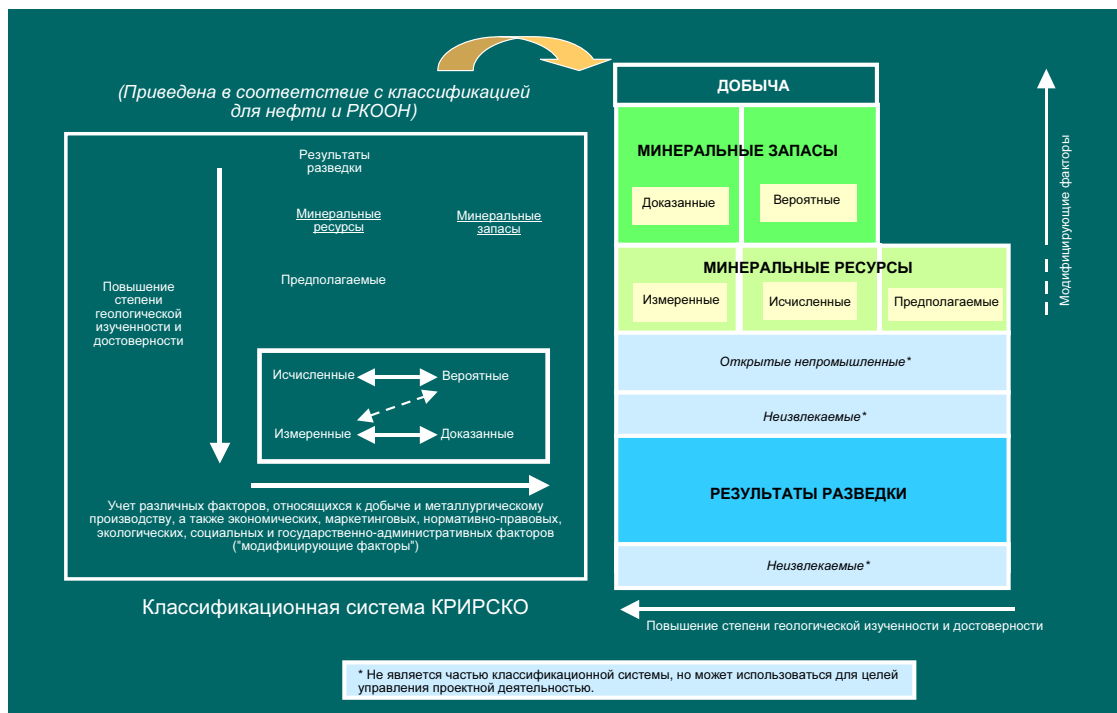 (Приведена в соответствие с классификацией
для нефти и РКООН)
Результаты
разведки
Минеральные
ресурсы
Минеральные
запасы
Предполагаемые
Повышение
степени
геологической
изученности и
достоверности
Исчисленные
Вероятные
Измеренные
Доказанные
Учет различных факторов, относящихся к добыче и металлургическому
производству, а также экономических, маркетинговых, нормативно-правовых,
экологических, социальных и государственно-административных факторов
("модифицирующие факторы")
Классификационная система КРИРСКО
ДОБЫЧА
МИНЕРАЛЬНЫЕ ЗАПАСЫ
Доказанные
Вероятные
МИНЕРАЛЬНЫЕ РЕСУРСЫ
Измеренные
Исчисленные
Предполагаемые
Открытые непромышленные*
Неизвлекаемые*
РЕЗУЛЬТАТЫ РАЗВЕДКИ
Неизвлекаемые*
Модифицирующие факторы
Повышение степени геологической изученности и достоверности
* Не является частью классификационной системы, но может использоваться для целей
управления проектной деятельностью.